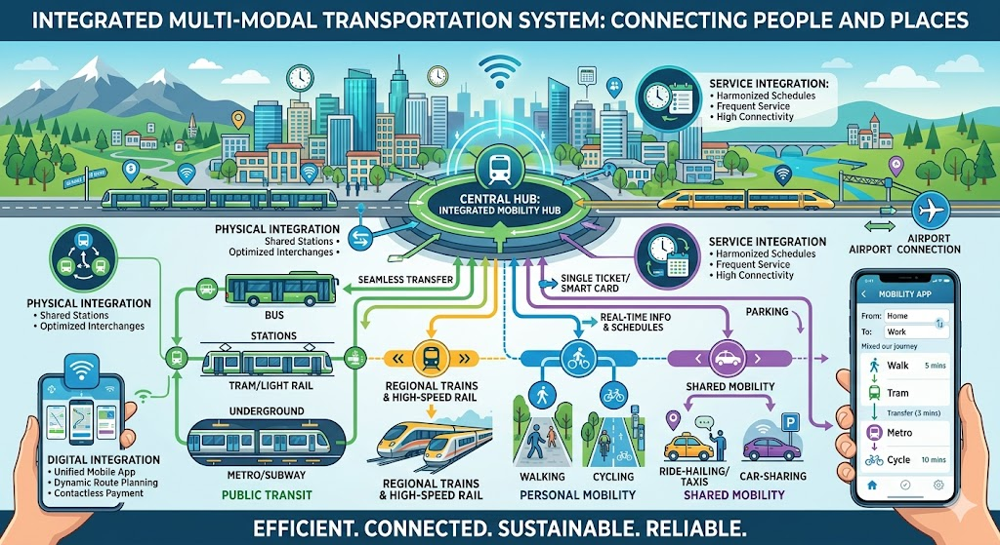 INTEGRATED MULTI-MODAL TRANSPORTATION SYSTEM: CONNECTING PEOPLE AND PLACES
SERVICE INTEGRATION:
• Harmonized Schedules
• Frequent Service
• High Connectivity
CENTRAL HUB:
INTEGRATED MOBILITY HUB
PHYSICAL INTEGRATION
Shared Stations •
Optimized Interchanges •
SERVICE INTEGRATION
• Harmonized Schedules
• Frequent Service
• High Connectivity
AIRPORT
AIRPORT CONNECTION
PHYSICAL INTEGRATION
• Shared Stations
• Optimized Interchanges
SEAMLESS TRANSFER
SINGLE TICKET/
SMART CARD
BUS
REAL-TIME INFO
& SCHEDULES
PARKING
STATIONS
TRAM/LIGHT RAIL
REGIONAL TRAINS
& HIGH-SPEED RAIL
SHARED MOBILITY
UNDERGROUND
METRO/SUBWAY
PUBLIC TRANSIT
REGIONAL TRAINS
& HIGH-SPEED RAIL
WALKING
CYCLING
PERSONAL MOBILITY
P
RIDE-HAILING/
TAXIS
CAR-SHARING
SHARED MOBILITY
DIGITAL INTEGRATION
• Unified Mobile App
• Dynamic Route Planning
• Contactless Payment
MOBILITY APP
From: Home
To: Work
Mixed our journey
Walk 5 mins
Tram
Transfer (3 mins)
Metro
Cycle 10 mins
EFFICIENT. CONNECTED. SUSTAINABLE. RELIABLE.